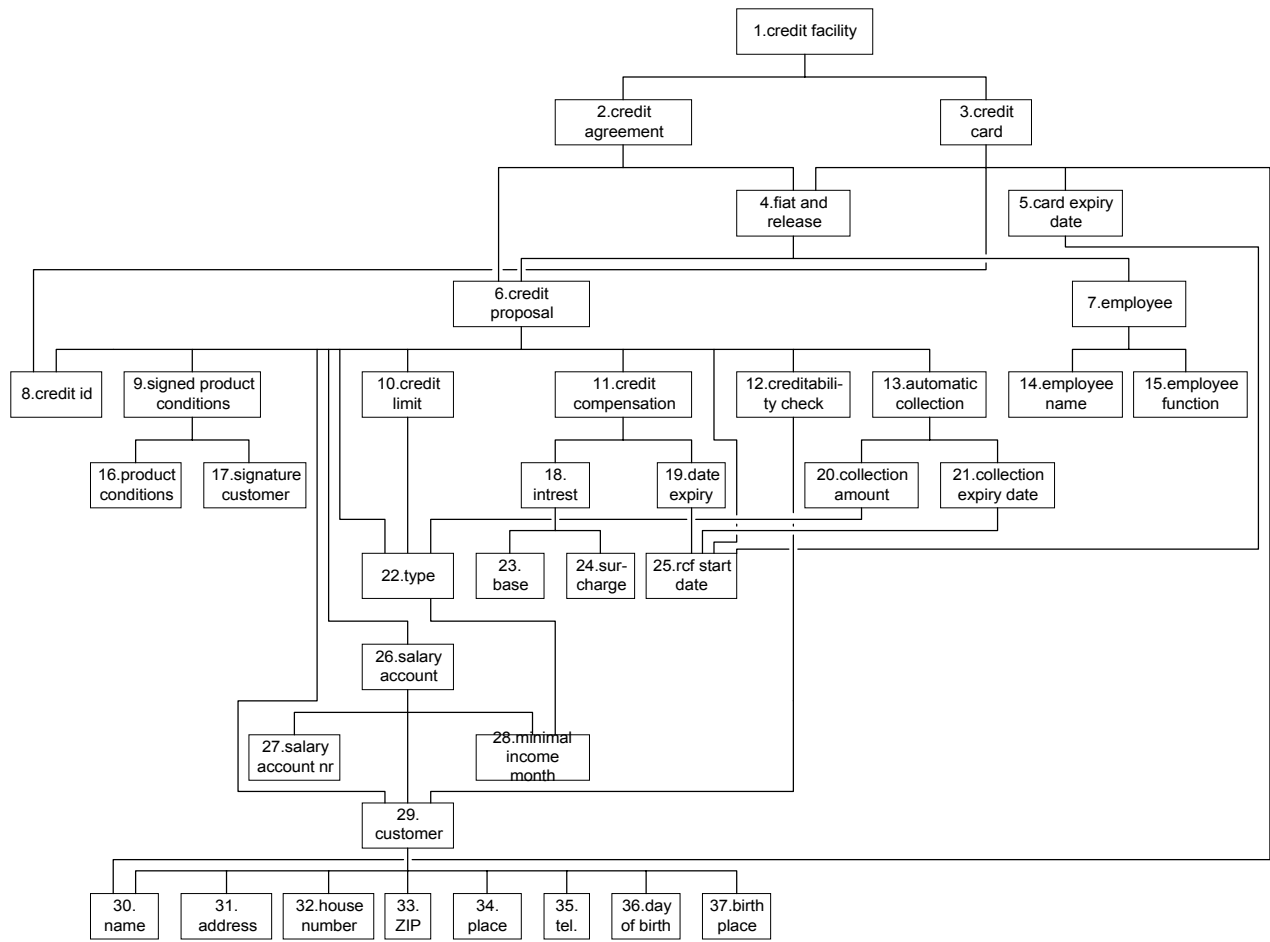 1.credit facility
2.credit
agreement
3.credit
card
4.fiat and
release
5.card expiry
date
6.credit
proposal
7.employee
8.credit id
9.signed product
conditions
10.credit
limit
11.credit
compensation
12.creditabili-
ty check
13.automatic
collection
14.employee
name
15.employee
function
16.product
conditions
17.signature
customer
18.
intrest
19.date
expiry
20.collection
amount
21.collection
expiry date
22.type
23.
base
24.sur-
charge
25.rcf start
date
26.salary
account
27.salary
account nr
28.minimal
income
month
29.
customer
30.
name
31.
address
32.house
number
33.
ZIP
34.
place
35.
tel.
36.day
of birth
37.birth
place